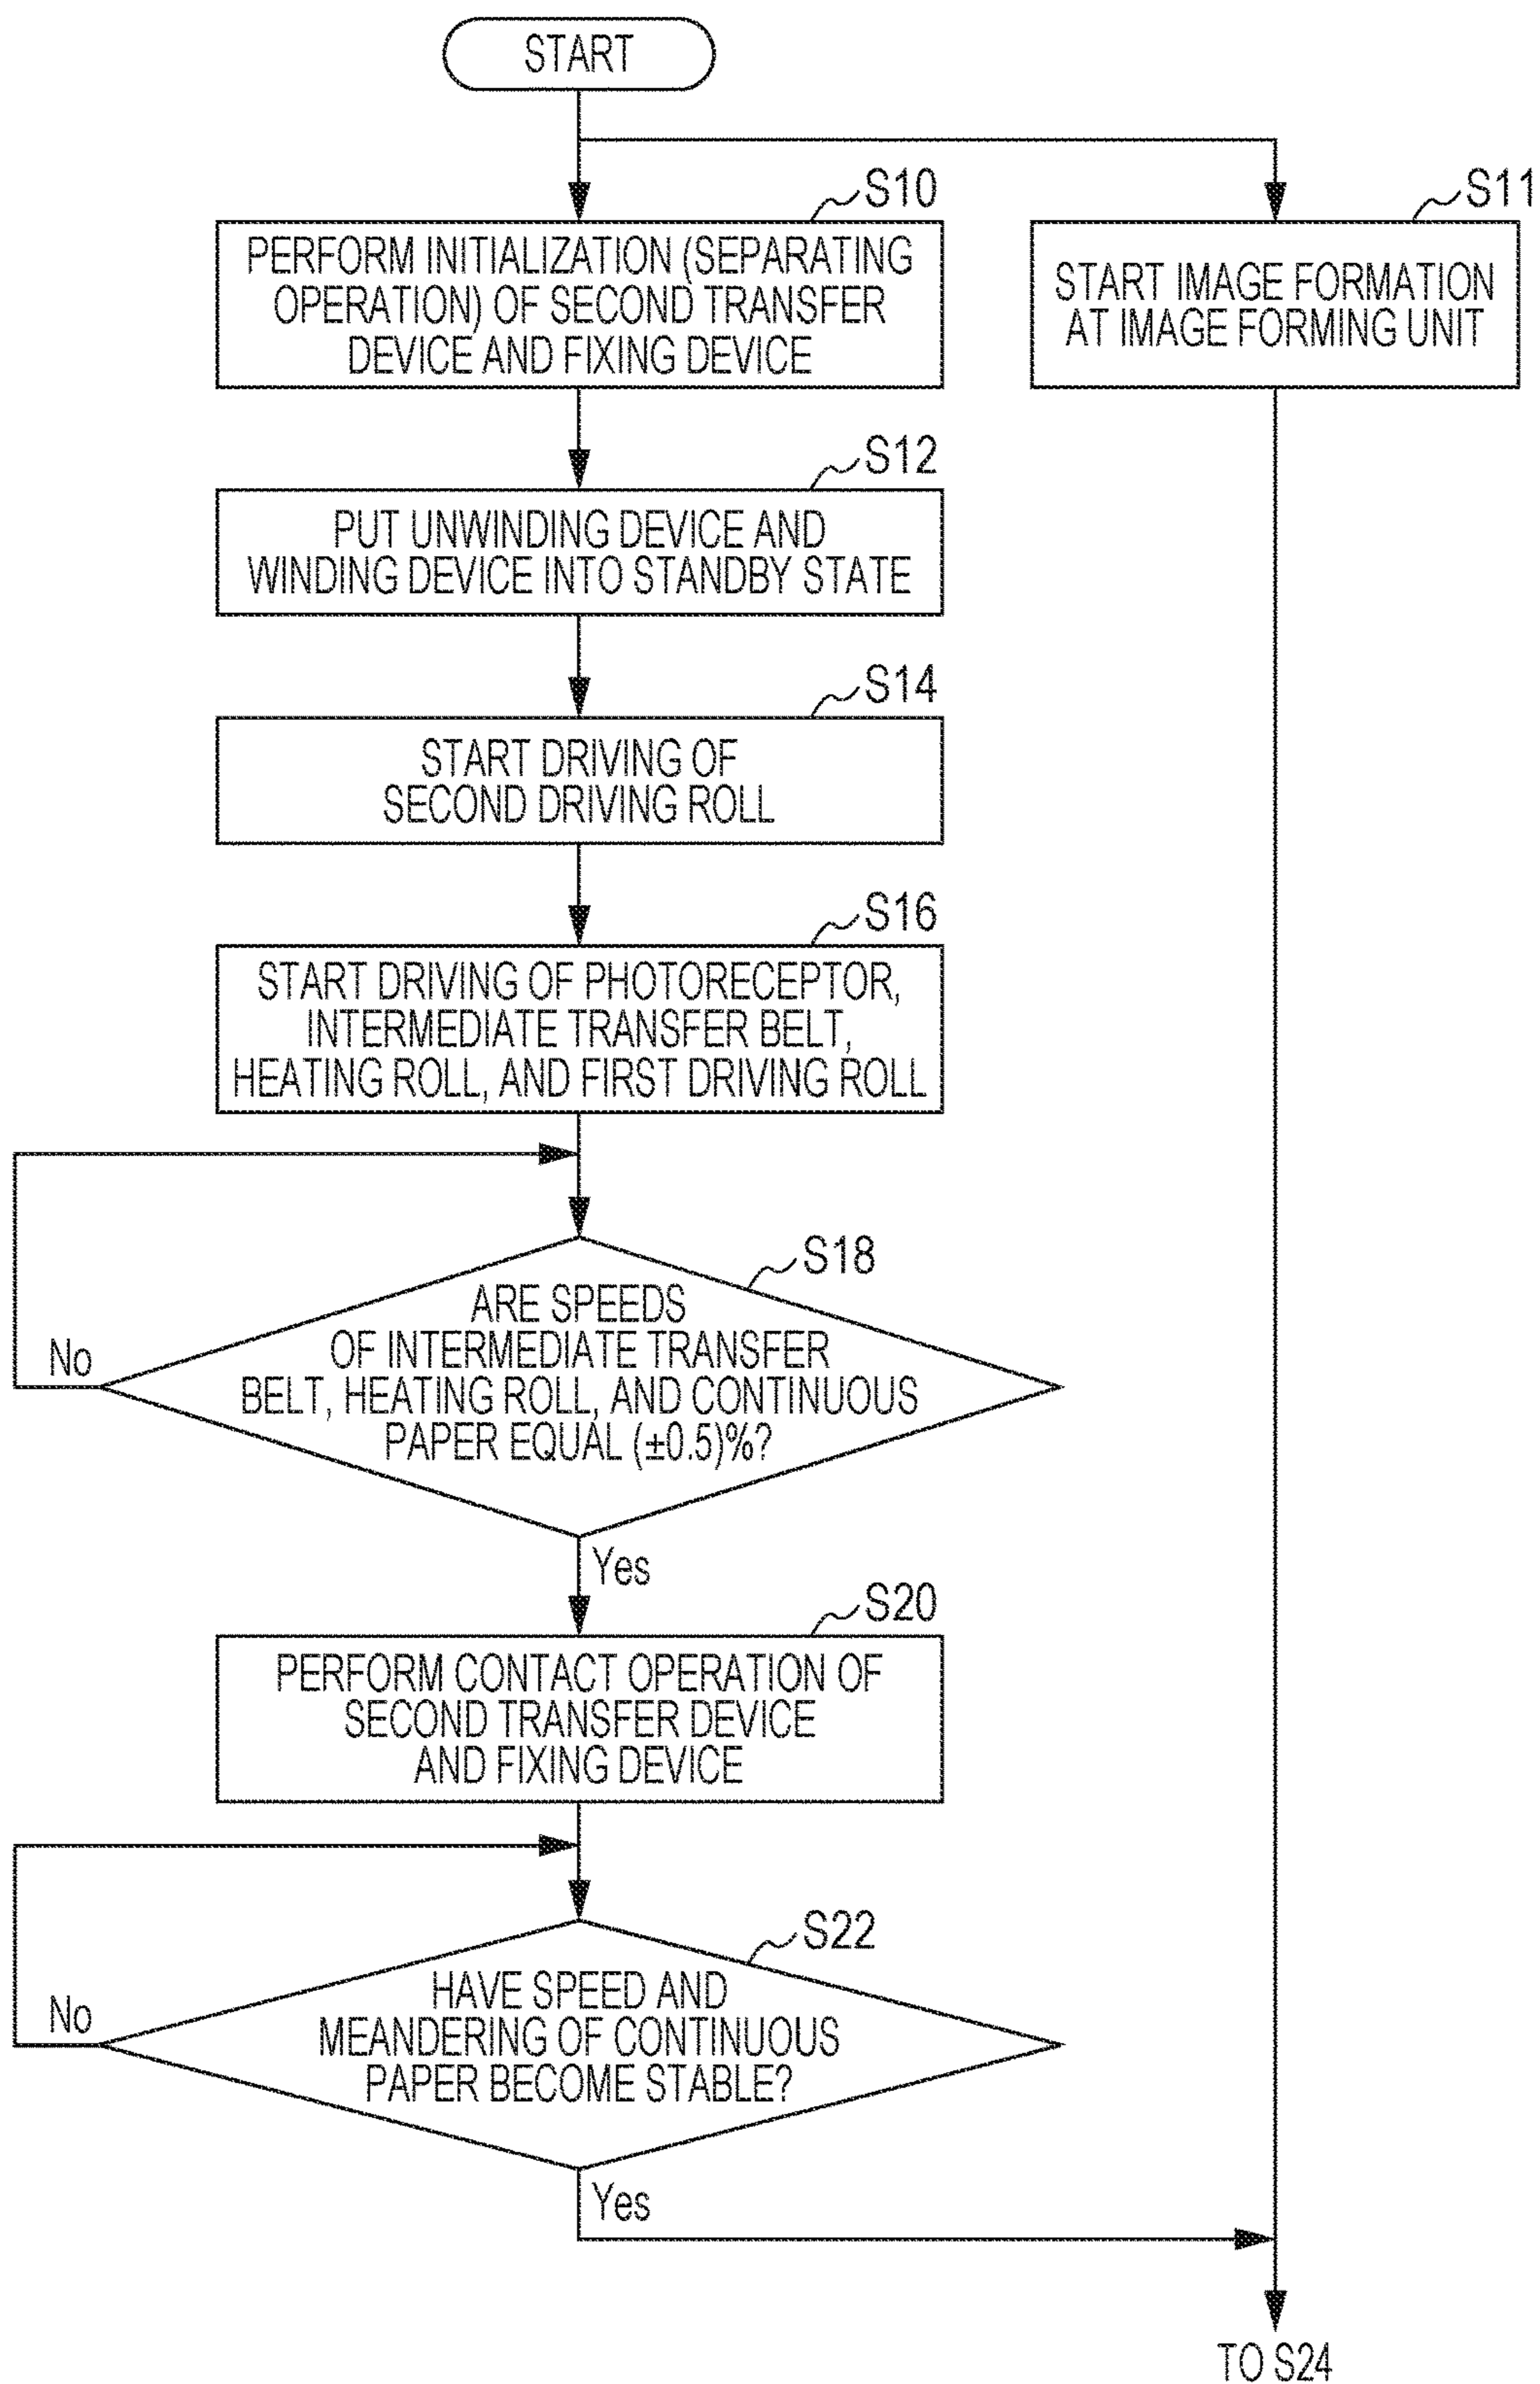 START
S10
PERFORM INITIALIZATION (SEPARATING
OPERATION) OF SECOND TRANSFER
DEVICE AND FIXING DEVICE
S11
START IMAGE FORMATION
AT IMAGE FORMING UNIT
S12
PUT UNWINDING DEVICE AND
WINDING DEVICE INTO STANDBY STATE
S14
START DRIVING OF
SECOND DRIVING ROLL
S16
START DRIVING OF PHOTORECEPTOR,
INTERMEDIATE TRANSFER BELT,
HEATING ROLL, AND FIRST DRIVING ROLL
S18
ARE SPEEDS
OF INTERMEDIATE TRANSFER
BELT, HEATING ROLL, AND CONTINUOUS
PAPER EQUAL (±0.5)%?
No
Yes
S20
PERFORM CONTACT OPERATION OF
SECOND TRANSFER DEVICE
AND FIXING DEVICE
S22
HAVE SPEED AND
MEANDERING OF CONTINUOUS
PAPER BECOME STABLE?
No
Yes
TO S24